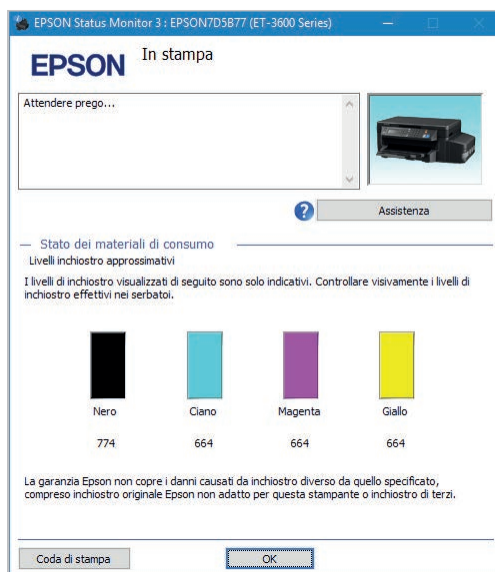 EPSON Status Monitor 3 : EPSON7D5B77 (ET-3600 Series)
EPSON
In stampa
Attendere prego...
?
Assistenza
Stato dei materiali di consumo
Livelli inchiostro approssimativi
I livelli di inchiostro visualizzati di seguito sono solo indicativi. Controllare visivamente i livelli di
inchiostro effettivi nei serbatoi.
Nero Ciano Magenta Giallo
774 664 664 664
La garanzia Epson non copre i danni causati da inchiostro diverso da quello specificato,
compreso inchiostro originale Epson non adatto per questa stampante o inchiostro di terzi.
Coda di stampa OK